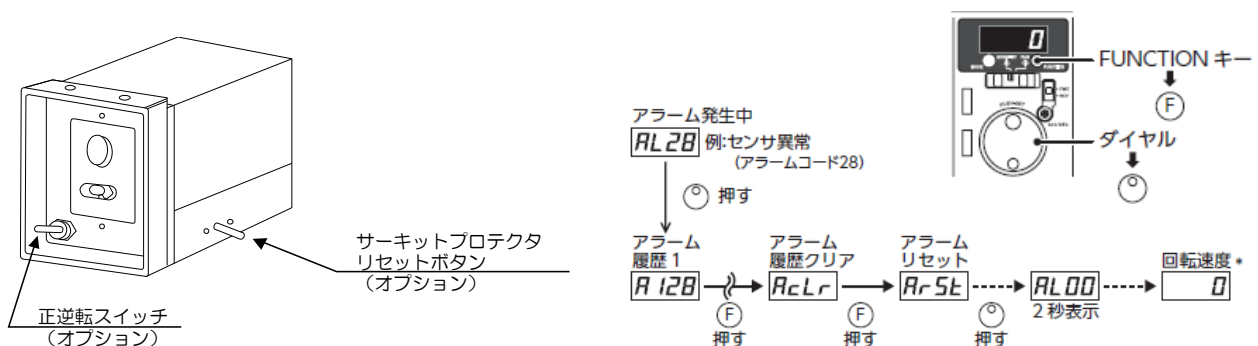 サーキットプロテクタ
リセットボタン
（オプション）
正逆転スイッチ
（オプション）
0
FUNCTION キー
F
ダイヤル
アラーム発生中
AL28 例:センサ異常
（アラームコード28）
押す
アラーム
履歴 1
アラーム
履歴クリア
アラーム
リセット
回転速度 *
A128
AcLr
ArSt
AL00
0
2 秒表示
F
押す
F
押す
押す